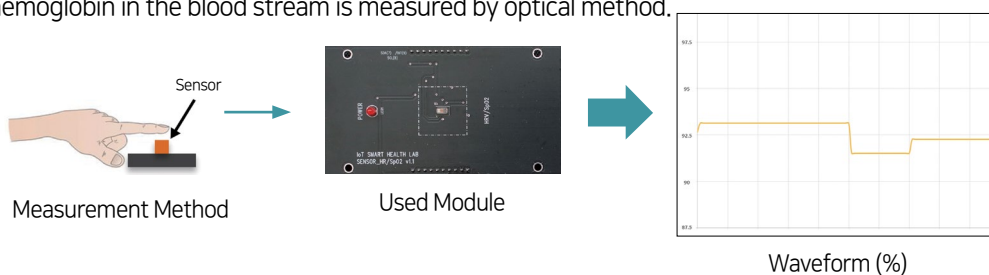 hemoglobin in the blood stream is measured by optical method.
Sensor
POWER
HRV/SpO2
IoT SMART HEALTH LAB
SENSOR_HR/SpO2 v1.1
97.5
95
92.5
90
87.5
Measurement Method
Used Module
Waveform (%)